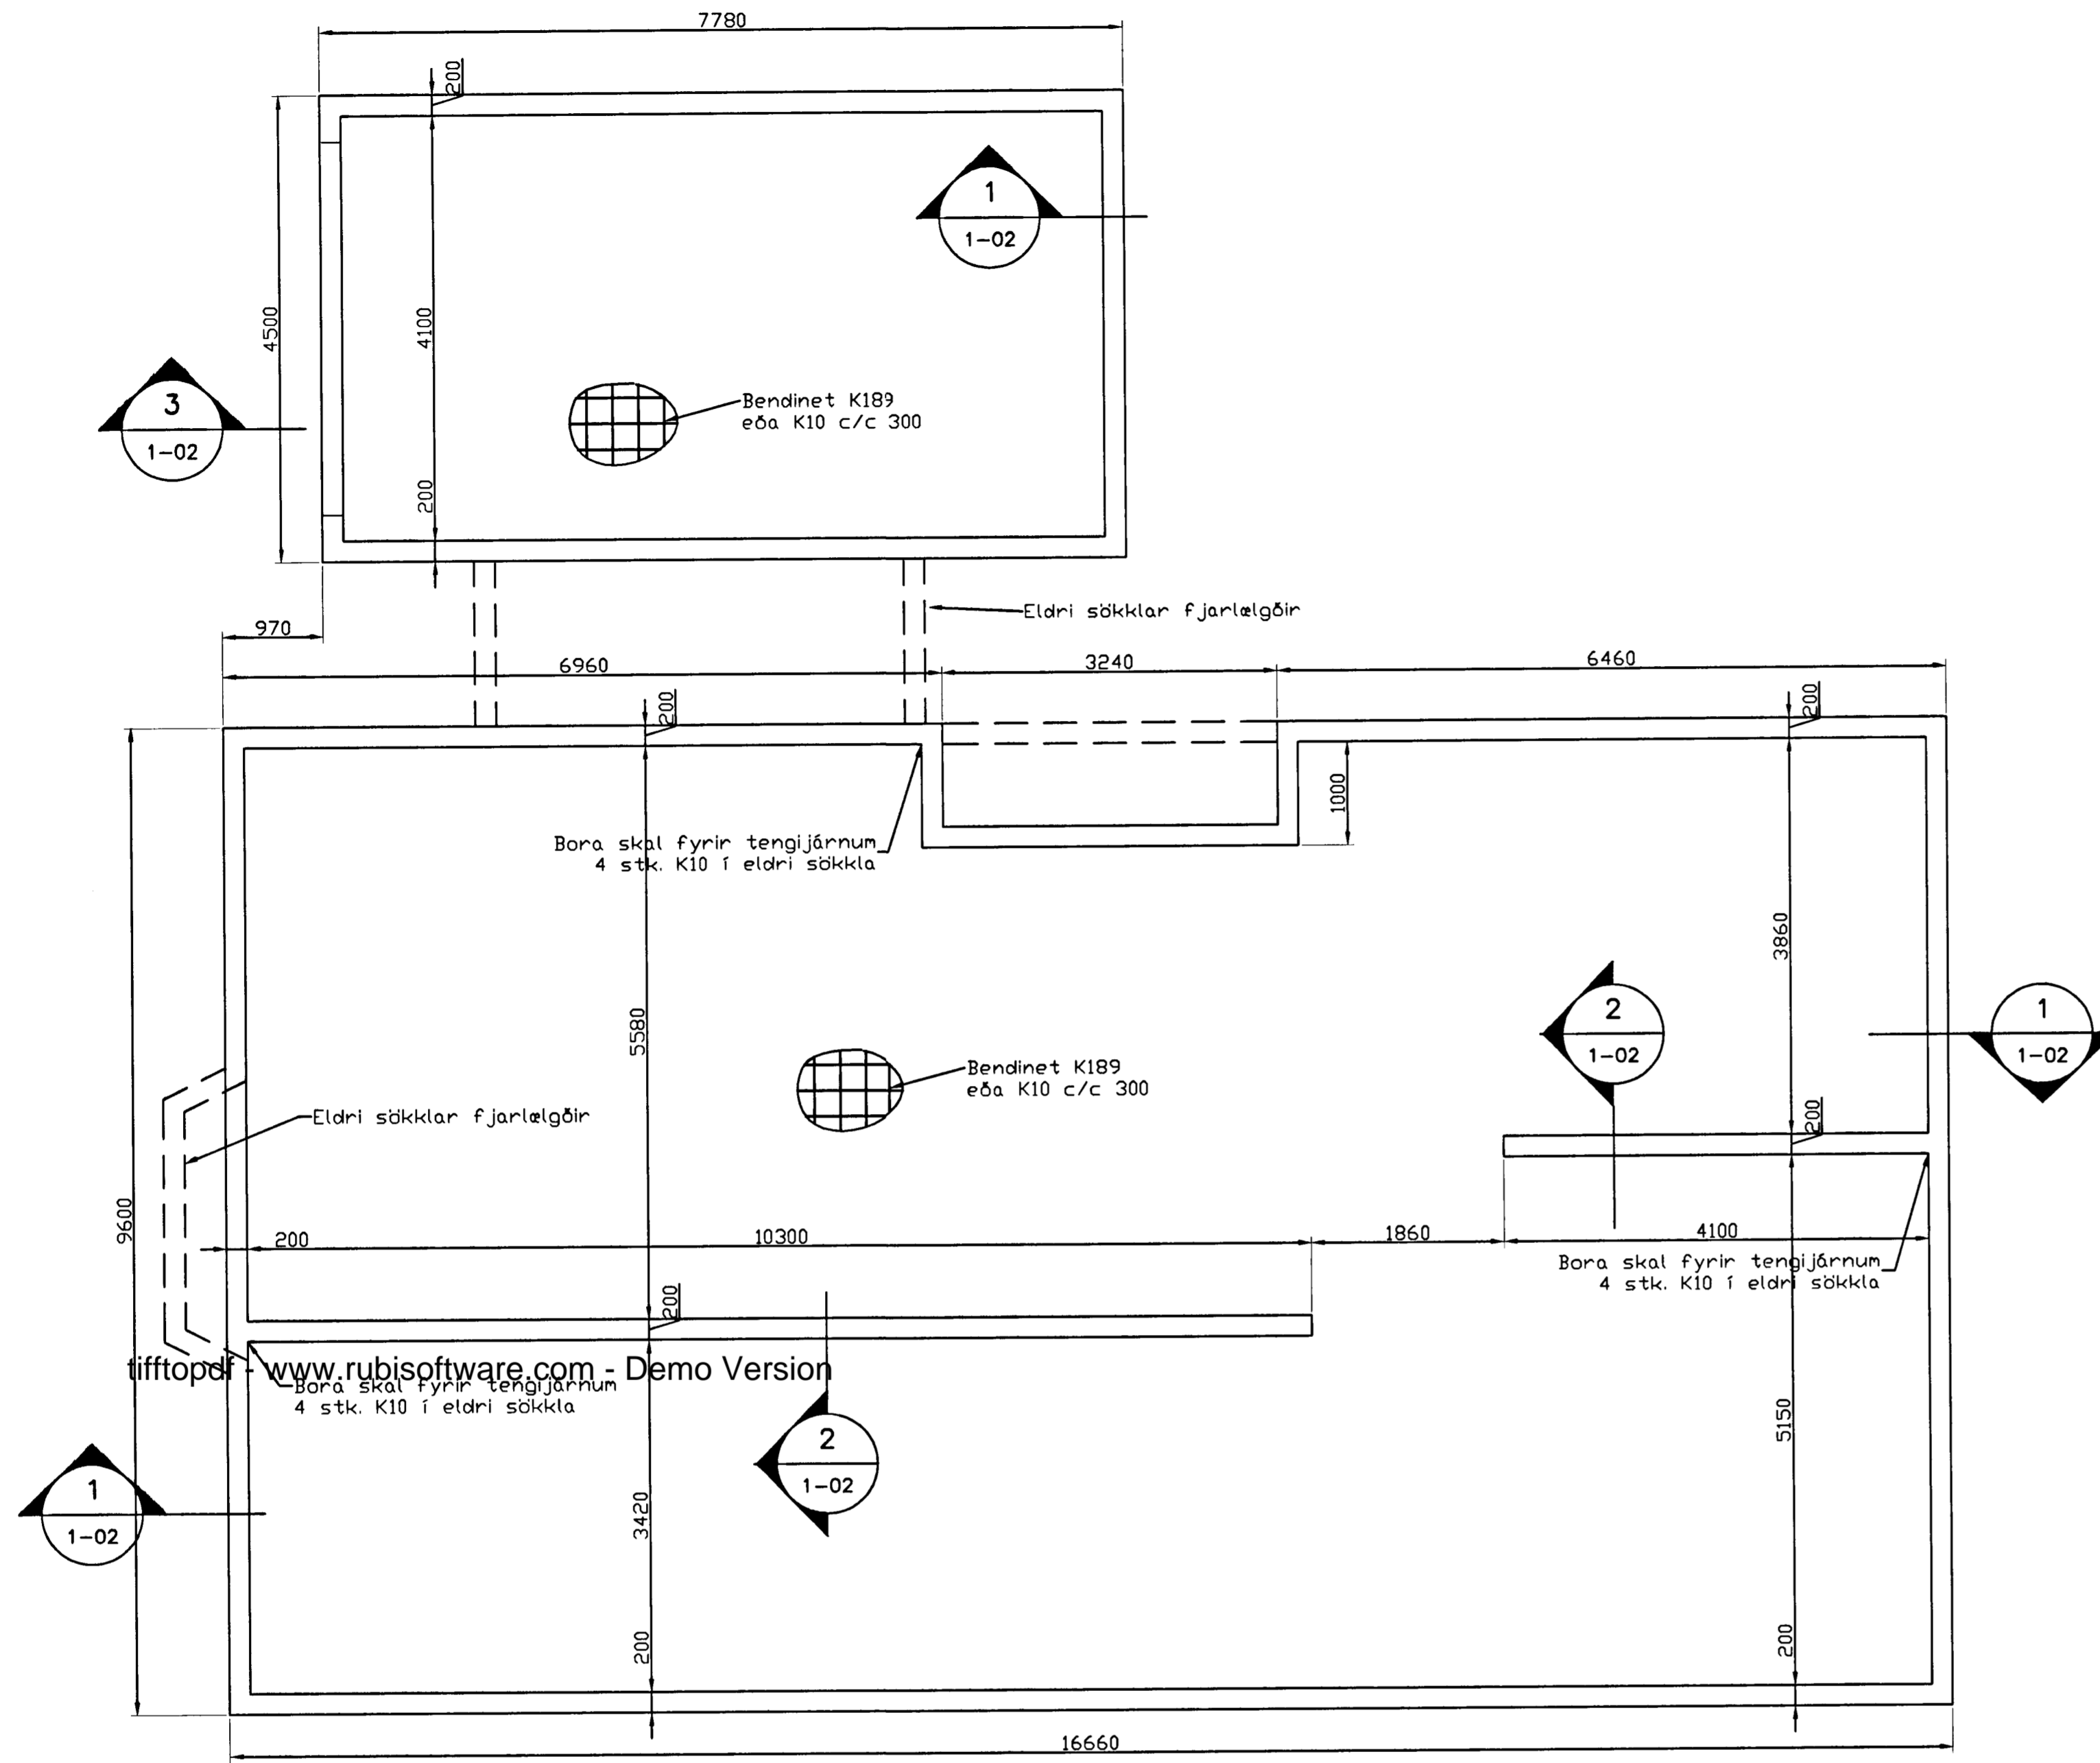 7780
200
4500
4100
200
1
1-02
3
1-02
Bendinet K189
eða K10 c/c 300
Eldri sökklar fjarlælgðir
970
6960
3240
6460
200
200
1000
Bora skal fyrir tengijárnum
4 stk. K10 í eldri sökkla
3860
5580
2
1-02
1
1-02
Bendinet K189
eða K10 c/c 300
Eldri sökklar fjarlælgðir
200
9600
200
10300
1860
4100
Bora skal fyrir tengijárnum
4 stk. K10 í eldri sökkla
200
tifftopdf - www.rubisoftware.com - Demo Version
Bora skal fyrir tengijárnum
4 stk. K10 í eldri sökkla
5150
2
1-02
1
1-02
3420
200
200
16660